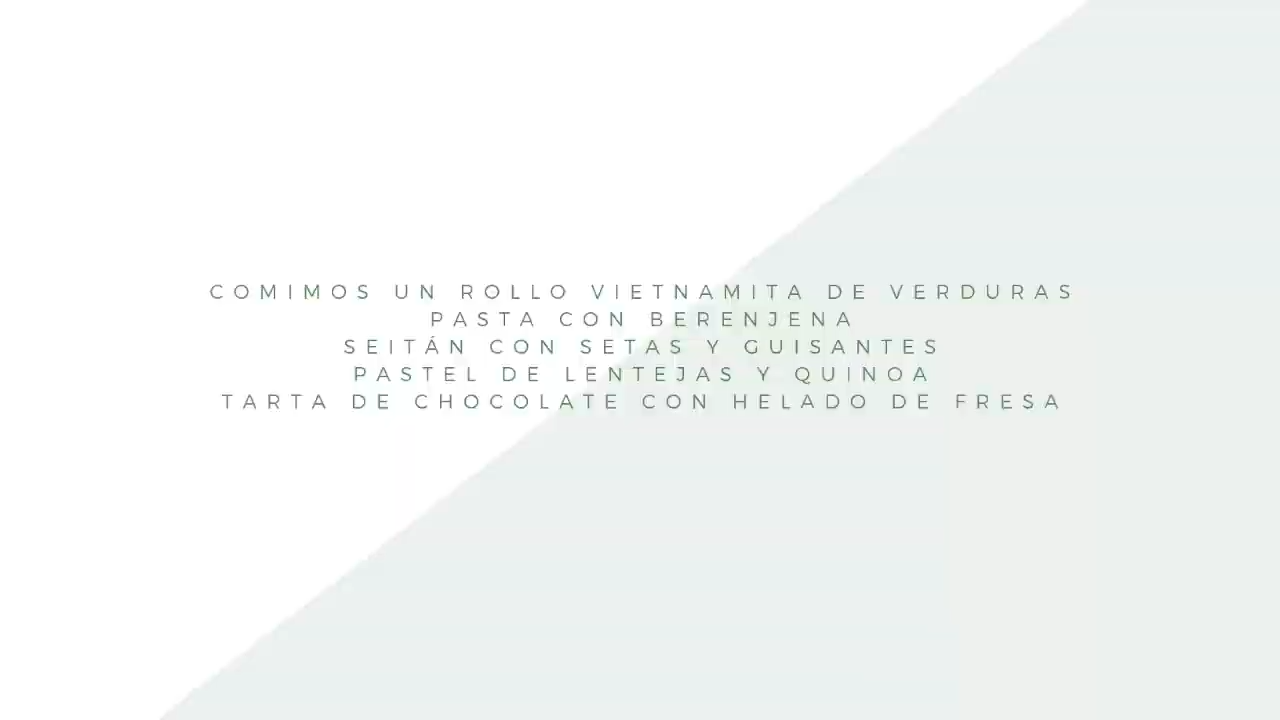 COMIMOS UN ROLLO VIETNAMITA DE VERDURAS
PASTA CON BERENJENA
SEITÁN CON SETAS Y GUISANTES
PASTEL DE LENTEJAS Y QUINOA
TARTA DE CHOCOLATE CON HELADO DE FRESA